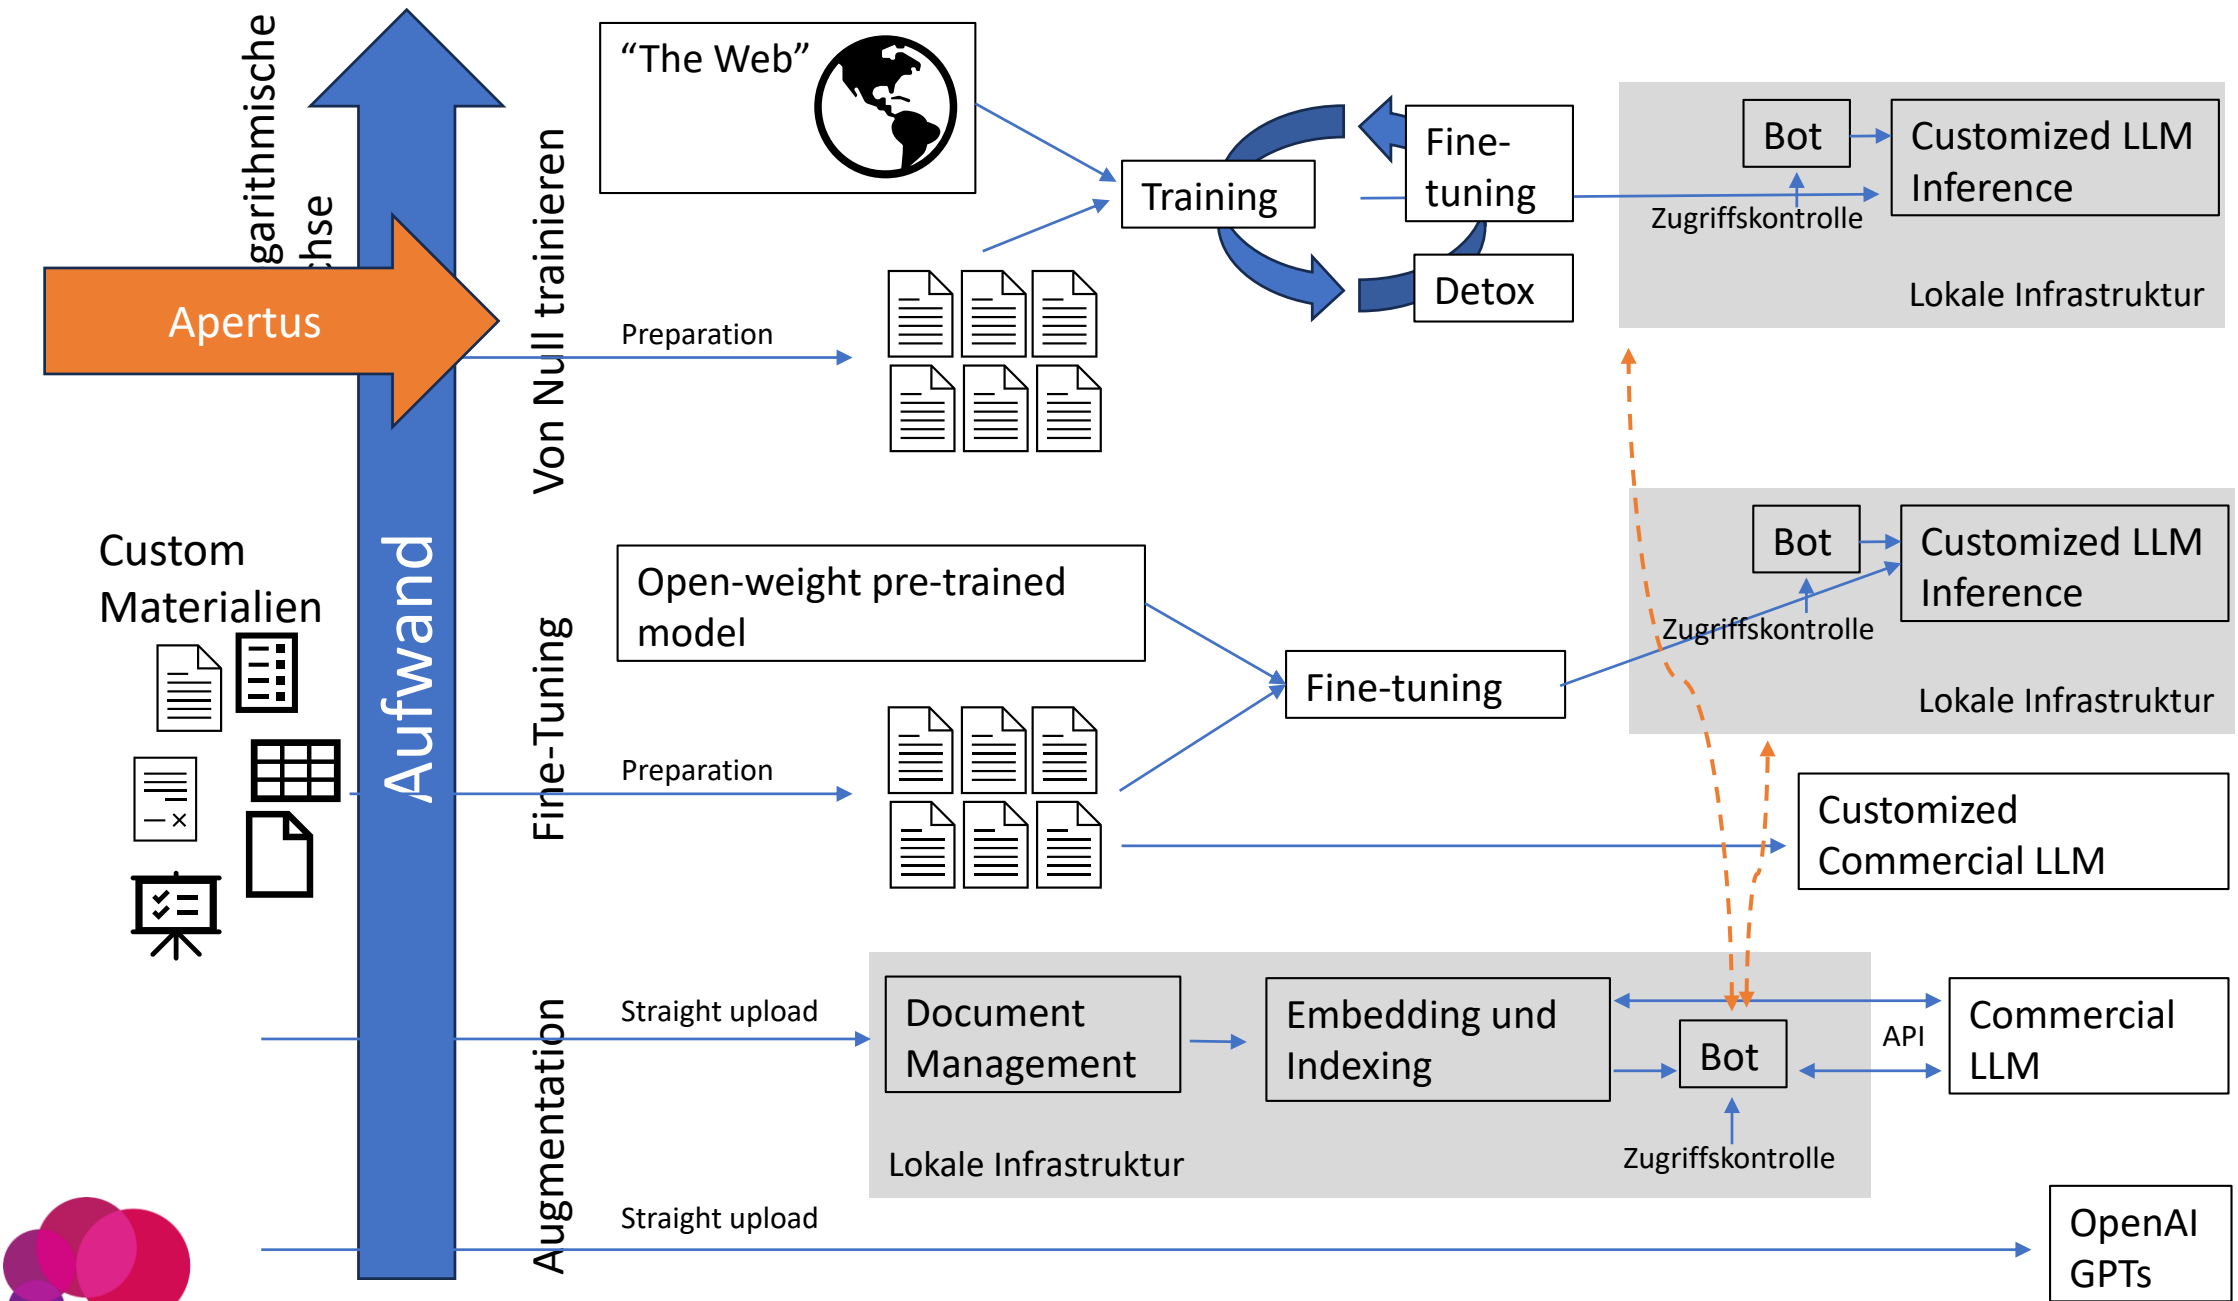 “The Web”
Training
Fine-
tuning
Detox
Bot
Customized LLM
Inference
Zugriffskontrolle
Lokale Infrastruktur
Apertus
Von Null trainieren
Preparation
Custom
Materialien
Aufwand
Fine-Tuning
Open-weight pre-trained
model
Preparation
Fine-tuning
Bot
Customized LLM
Inference
Zugriffskontrolle
Lokale Infrastruktur
Customized
Commercial LLM
Augmentation
Straight upload
Document
Management
Embedding und
Indexing
Bot
API
Commercial
LLM
Zugriffskontrolle
Lokale Infrastruktur
Straight upload
OpenAI
GPTs